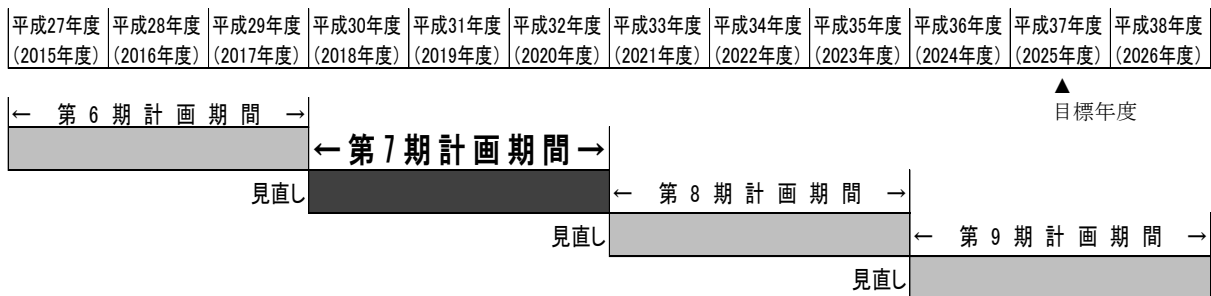 平成27年度 平成28年度 平成29年度 平成30年度 平成31年度 平成32年度 平成33年度 平成34年度 平成35年度 平成36年度 平成37年度 平成38年度
(2015年度) (2016年度) (2017年度) (2018年度) (2019年度) (2020年度) (2021年度) (2022年度) (2023年度) (2024年度) (2025年度) (2026年度)
▲
目標年度
← 第6期計画期間 →
←第7期計画期間→
見直し
← 第8期計画期間 →
見直し
← 第9期計画期間 →
見直し